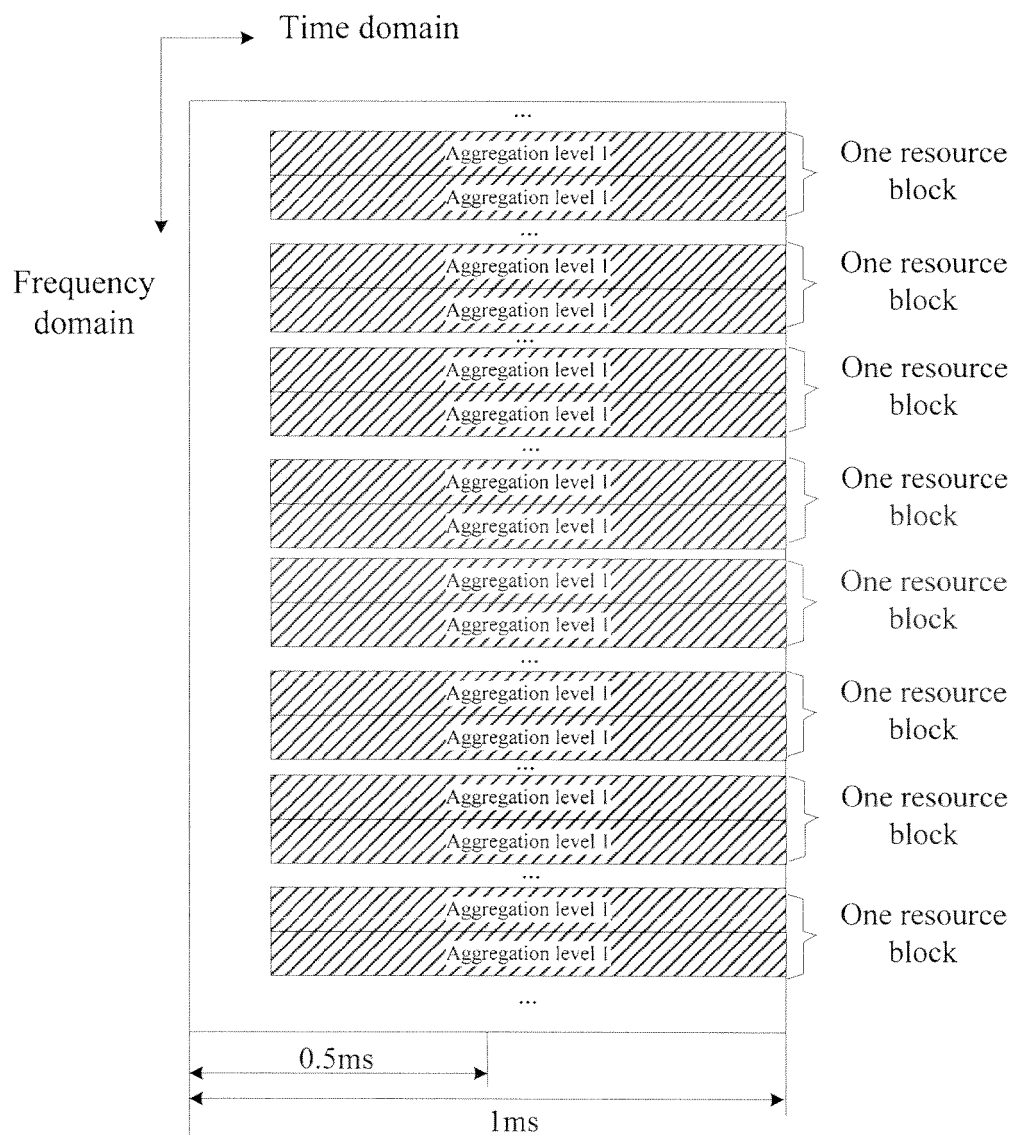 Time domain
Frequency
domain
...
Aggregation level 1
Aggregation level 1
One resource
block
...
Aggregation level 1
Aggregation level 1
One resource
block
...
Aggregation level 1
Aggregation level 1
One resource
block
...
Aggregation level 1
Aggregation level 1
One resource
block
Aggregation level 1
Aggregation level 1
One resource
block
...
Aggregation level 1
Aggregation level 1
One resource
block
...
Aggregation level 1
Aggregation level 1
One resource
block
...
Aggregation level 1
Aggregation level 1
One resource
block
...
0.5ms
1ms